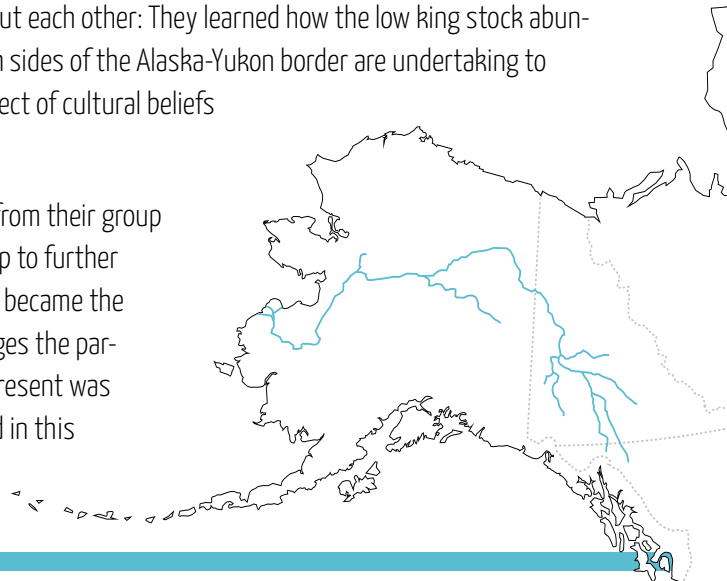 ut each other: They learned how the low king stock abun-
n sides of the Alaska-Yukon border are undertaking to
ect of cultural beliefs
from their group
p to further
became the
ges the par-
resent was
d in this